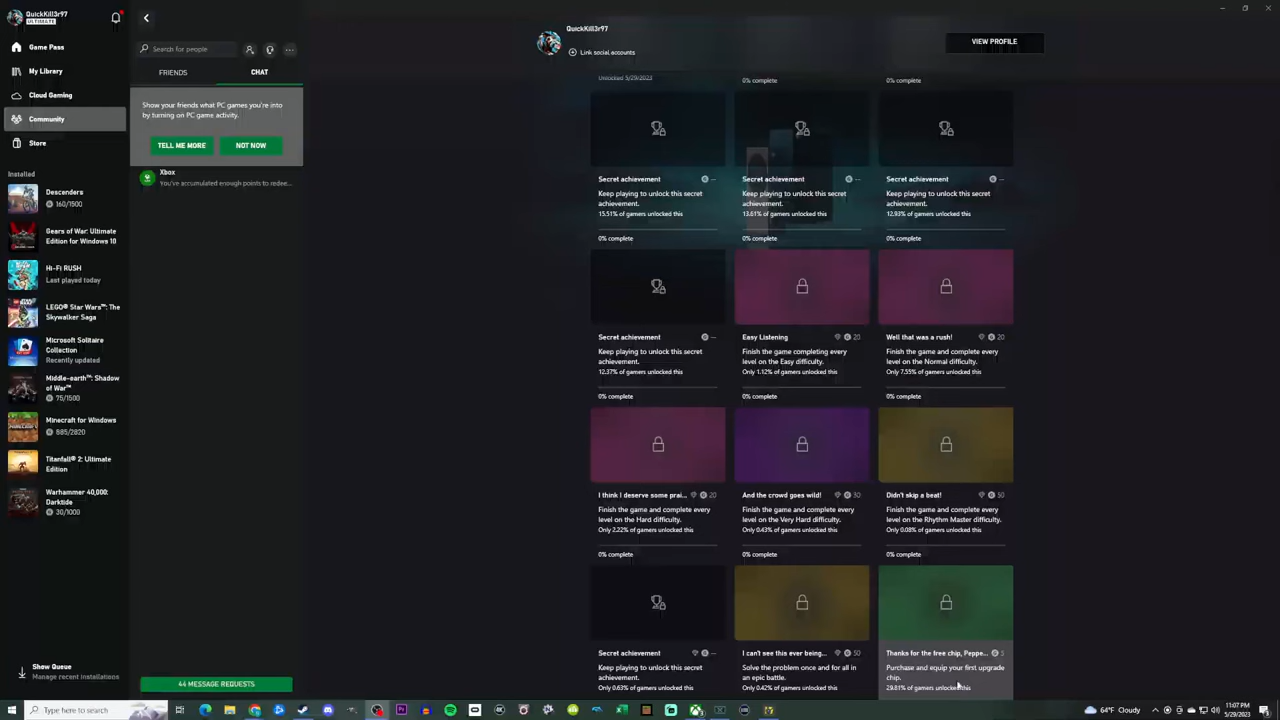 QuickKill3r97
ULTIMATE
Game Pass
My Library
Cloud Gaming
Community
Store
Installed
Descenders
160/1500
Gears of War: Ultimate
Edition for Windows 10
Hi-Fi RUSH
Last played today
LEGO® Star Wars™: The
Skywalker Saga
Microsoft Solitaire
Collection
Recently updated
Middle-earth™: Shadow
of War™
75/1500
Minecraft for Windows
885/2820
Titanfall® 2: Ultimate
Edition
Warhammer 40,000:
Darktide
30/1000
Show Queue
Manage recent installations
Search for people
FRIENDS
CHAT
Show your friends what PC games you're into
by turning on PC game activity.
TELL ME MORE
NOT NOW
Xbox
You've accumulated enough points to redee...
44 MESSAGE REQUESTS
QuickKill3r97
Link social accounts
VIEW PROFILE
Unlocked 5/29/2023
0% complete
0% complete
Secret achievement --
Keep playing to unlock this secret
achievement.
15.51% of gamers unlocked this
0% complete
Secret achievement --
Keep playing to unlock this secret
achievement.
13.61% of gamers unlocked this
0% complete
Secret achievement --
Keep playing to unlock this secret
achievement.
12.93% of gamers unlocked this
0% complete
Secret achievement --
Keep playing to unlock this secret
achievement.
12.37% of gamers unlocked this
0% complete
Easy Listening 20
Finish the game completing every
level on the Easy difficulty.
Only 1.12% of gamers unlocked this
0% complete
Well that was a rush! 20
Finish the game and complete every
level on the Normal difficulty.
Only 7.55% of gamers unlocked this
0% complete
I think I deserve some prai... 20
Finish the game and complete every
level on the Hard difficulty.
Only 2.22% of gamers unlocked this
0% complete
And the crowd goes wild! 30
Finish the game and complete every
level on the Very Hard difficulty.
Only 0.43% of gamers unlocked this
0% complete
Didn't skip a beat! 50
Finish the game and complete every
level on the Rhythm Master difficulty.
Only 0.08% of gamers unlocked this
0% complete
Secret achievement --
Keep playing to unlock this secret
achievement.
Only 0.63% of gamers unlocked this
I can't see this ever being... 50
Solve the problem once and for all in
an epic battle.
Only 0.42% of gamers unlocked this
Thanks for the free chip, Peppe... 5
Purchase and equip your first upgrade
chip.
29.81% of gamers unlocked this
Type here to search
64°F Cloudy
11:07 PM
5/29/2023